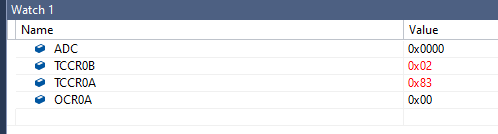 Watch 1
Name Value
ADC 0x0000
TCCR0B 0x02
TCCR0A 0x83
OCR0A 0x00